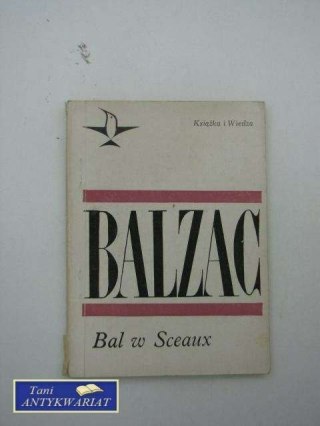 Książka i Wiedza
BALZAC
Bal w Sceaux
Tani
ANTYKWARIAT